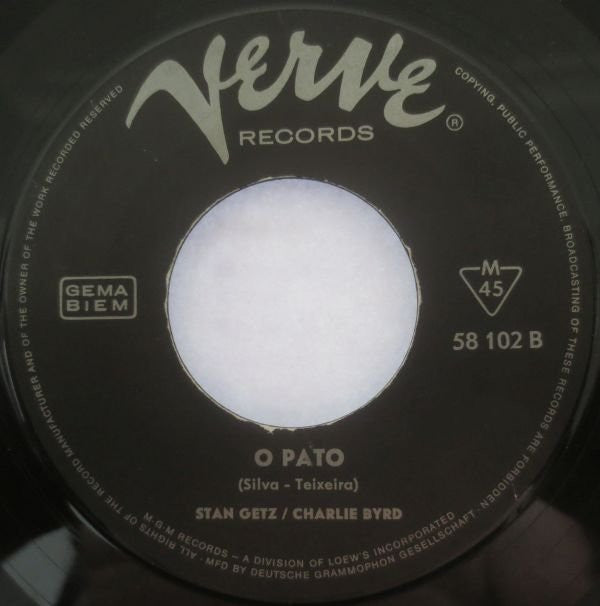 Verve
RECORDS
®
GEMA
BIEM
M
45
58 102 B
O PATO
(Silva - Teixeira)
STAN GETZ / CHARLIE BYRD
M-G-M RECORDS – A DIVISION OF LOEW'S INCORPORATED
ALL RIGHTS OF THE RECORD MANUFACTURER AND OF THE OWNER OF THE WORK RECORDED RESERVED
COPYING, PUBLIC PERFORMANCE, BROADCASTING OF THESE RECORDS ARE FORBIDDEN
· MFD BY DEUTSCHE GRAMMOPHON GESELLSCHAFT ·